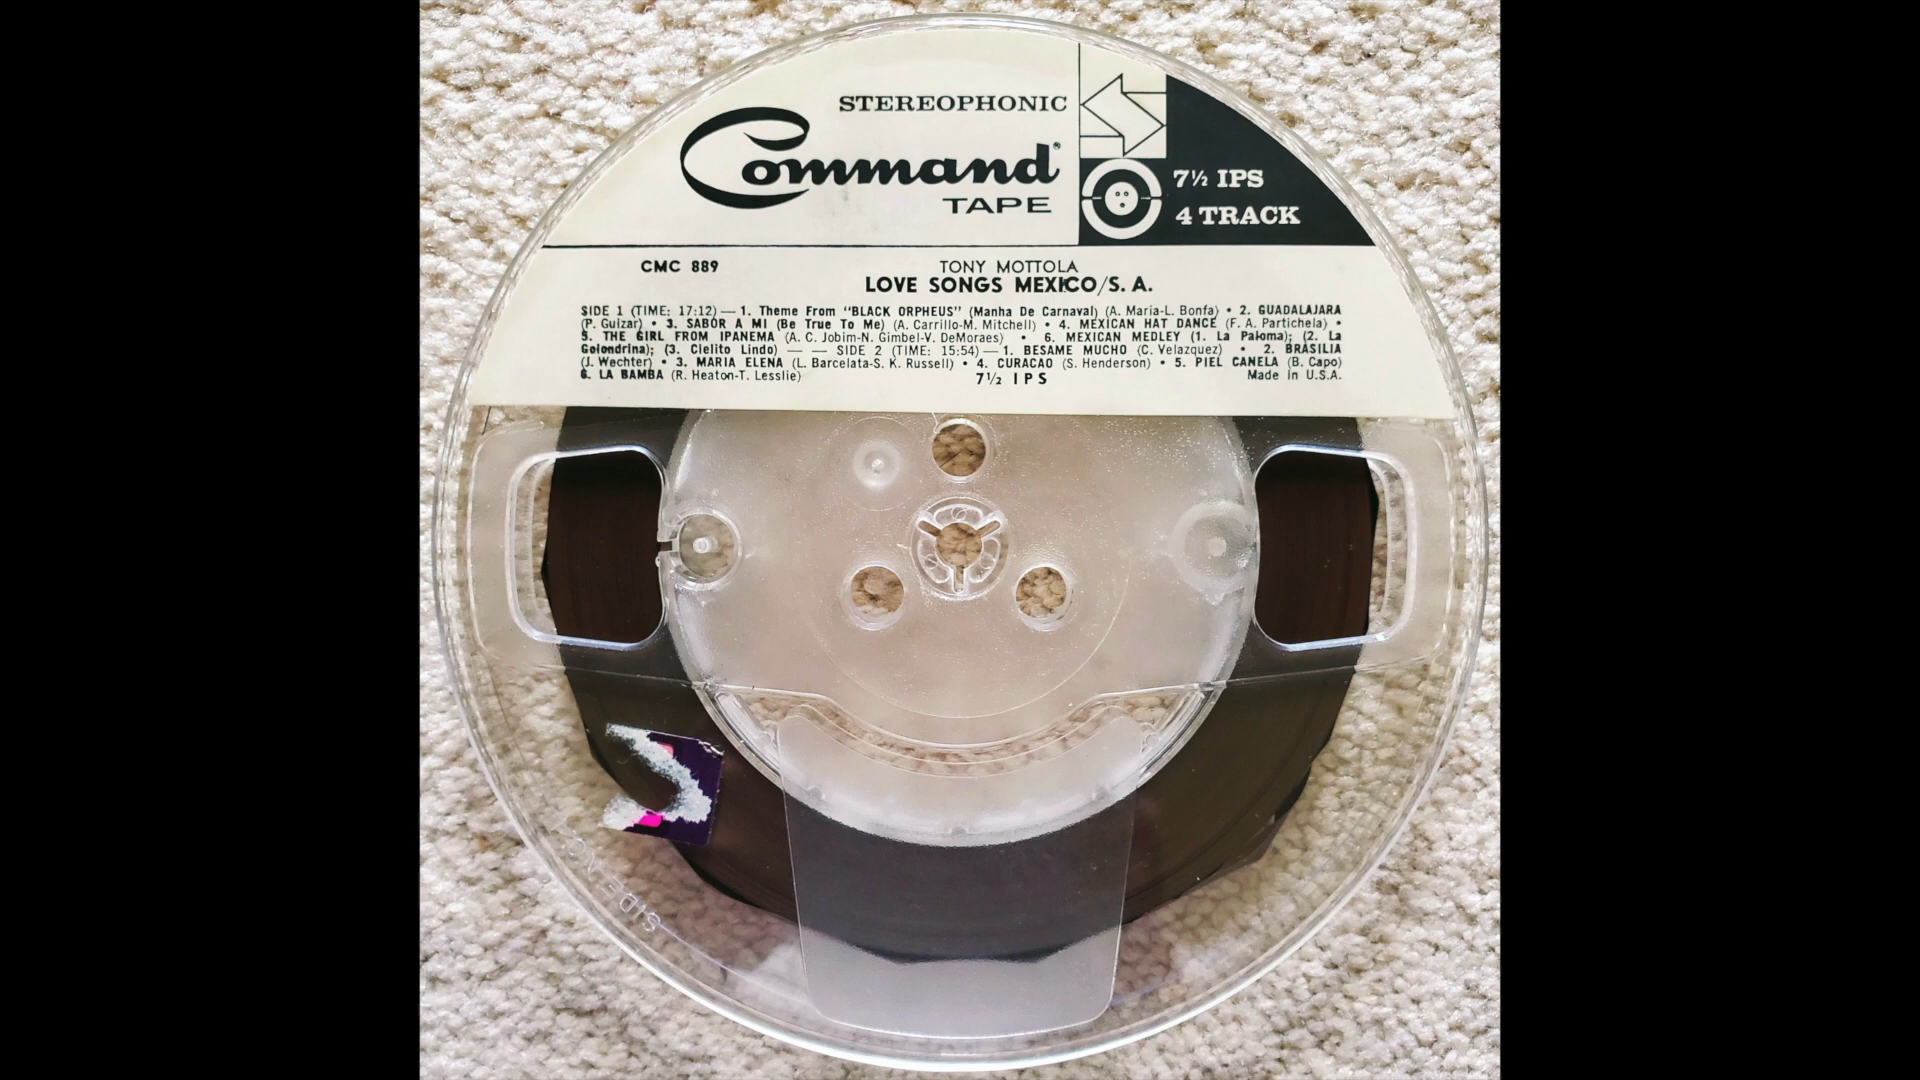 STEREOPHONIC
Command®
TAPE
7½ IPS
4 TRACK
CMC 889
TONY MOTTOLA
LOVE SONGS MEXICO/S. A.
SIDE 1 (TIME: 17:12) — 1. Theme From "BLACK ORPHEUS" (Manha De Carnaval) (A. Maria-L. Bonfa) • 2. GUADALAJARA
(P. Guizar) • 3. SABOR A MI (Be True To Me) (A. Carrillo-M. Mitchell) • 4. MEXICAN HAT DANCE (F. A. Partichela) •
5. THE GIRL FROM IPANEMA (A. C. Jobim-N. Gimbel-V. DeMoraes) • 6. MEXICAN MEDLEY (1. La Paloma); (2. La
Golondrina); (3. Cielito Lindo) — — SIDE 2 (TIME: 15:54) — 1. BESAME MUCHO (C. Velazquez) • 2. BRASILIA
(J. Wechter) • 3. MARIA ELENA (L. Barcelata-S. K. Russell) • 4. CURACAO (S. Henderson) • 5. PIEL CANELA (B. Capo)
6. LA BAMBA (R. Heaton-T. Lesslie)
7½ IPS
Made in U.S.A.